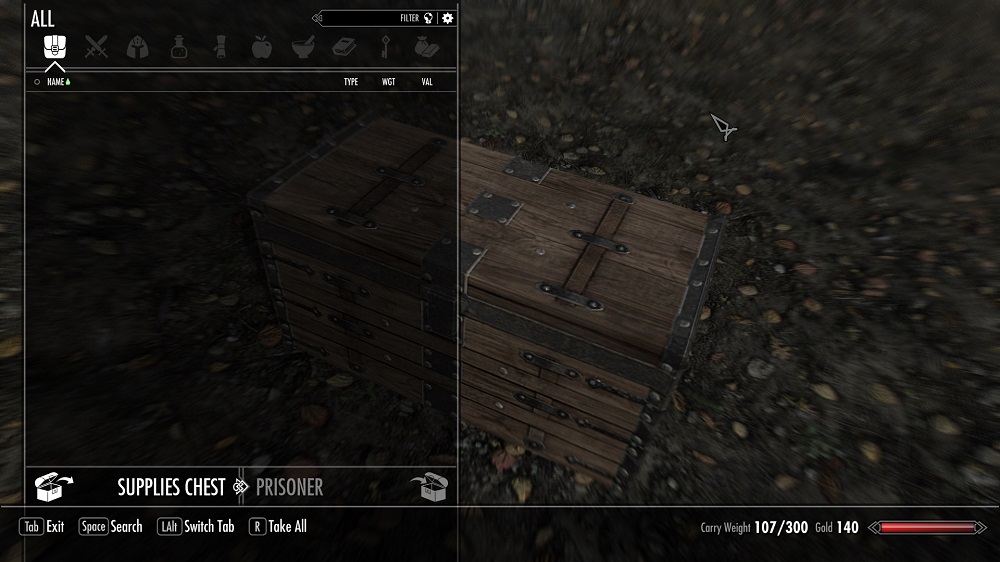 ALL
FILTER
NAME TYPE WGT VAL
SUPPLIES CHEST PRISONER
Tab Exit Space Search LAlt Switch Tab R Take All Carry Weight 107/300 Gold 140